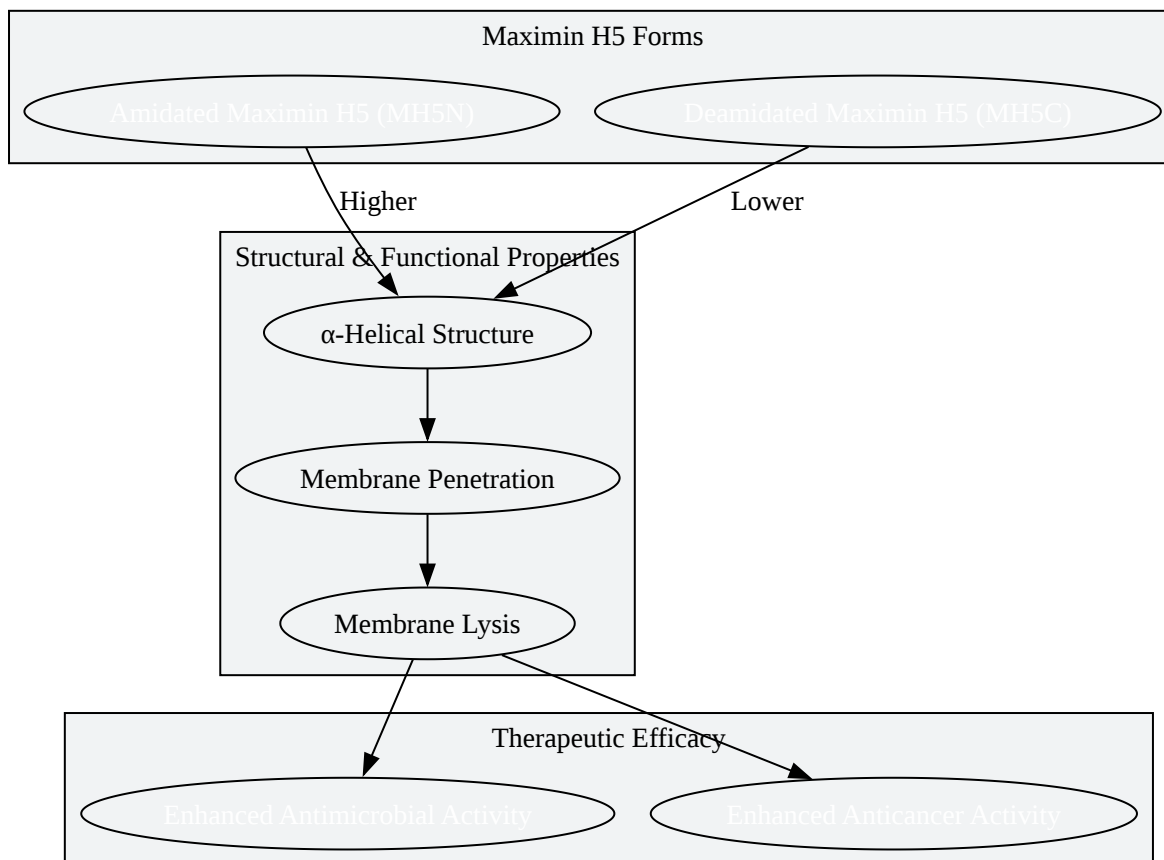 Maximin H5 Forms
Amidated Maximin H5 (MH5N)
Deamidated Maximin H5 (MH5C)
Higher
Lower
Structural & Functional Properties
α-Helical Structure
Membrane Penetration
Membrane Lysis
Therapeutic Efficacy
Enhanced Antimicrobial Activity
Enhanced Anticancer Activity